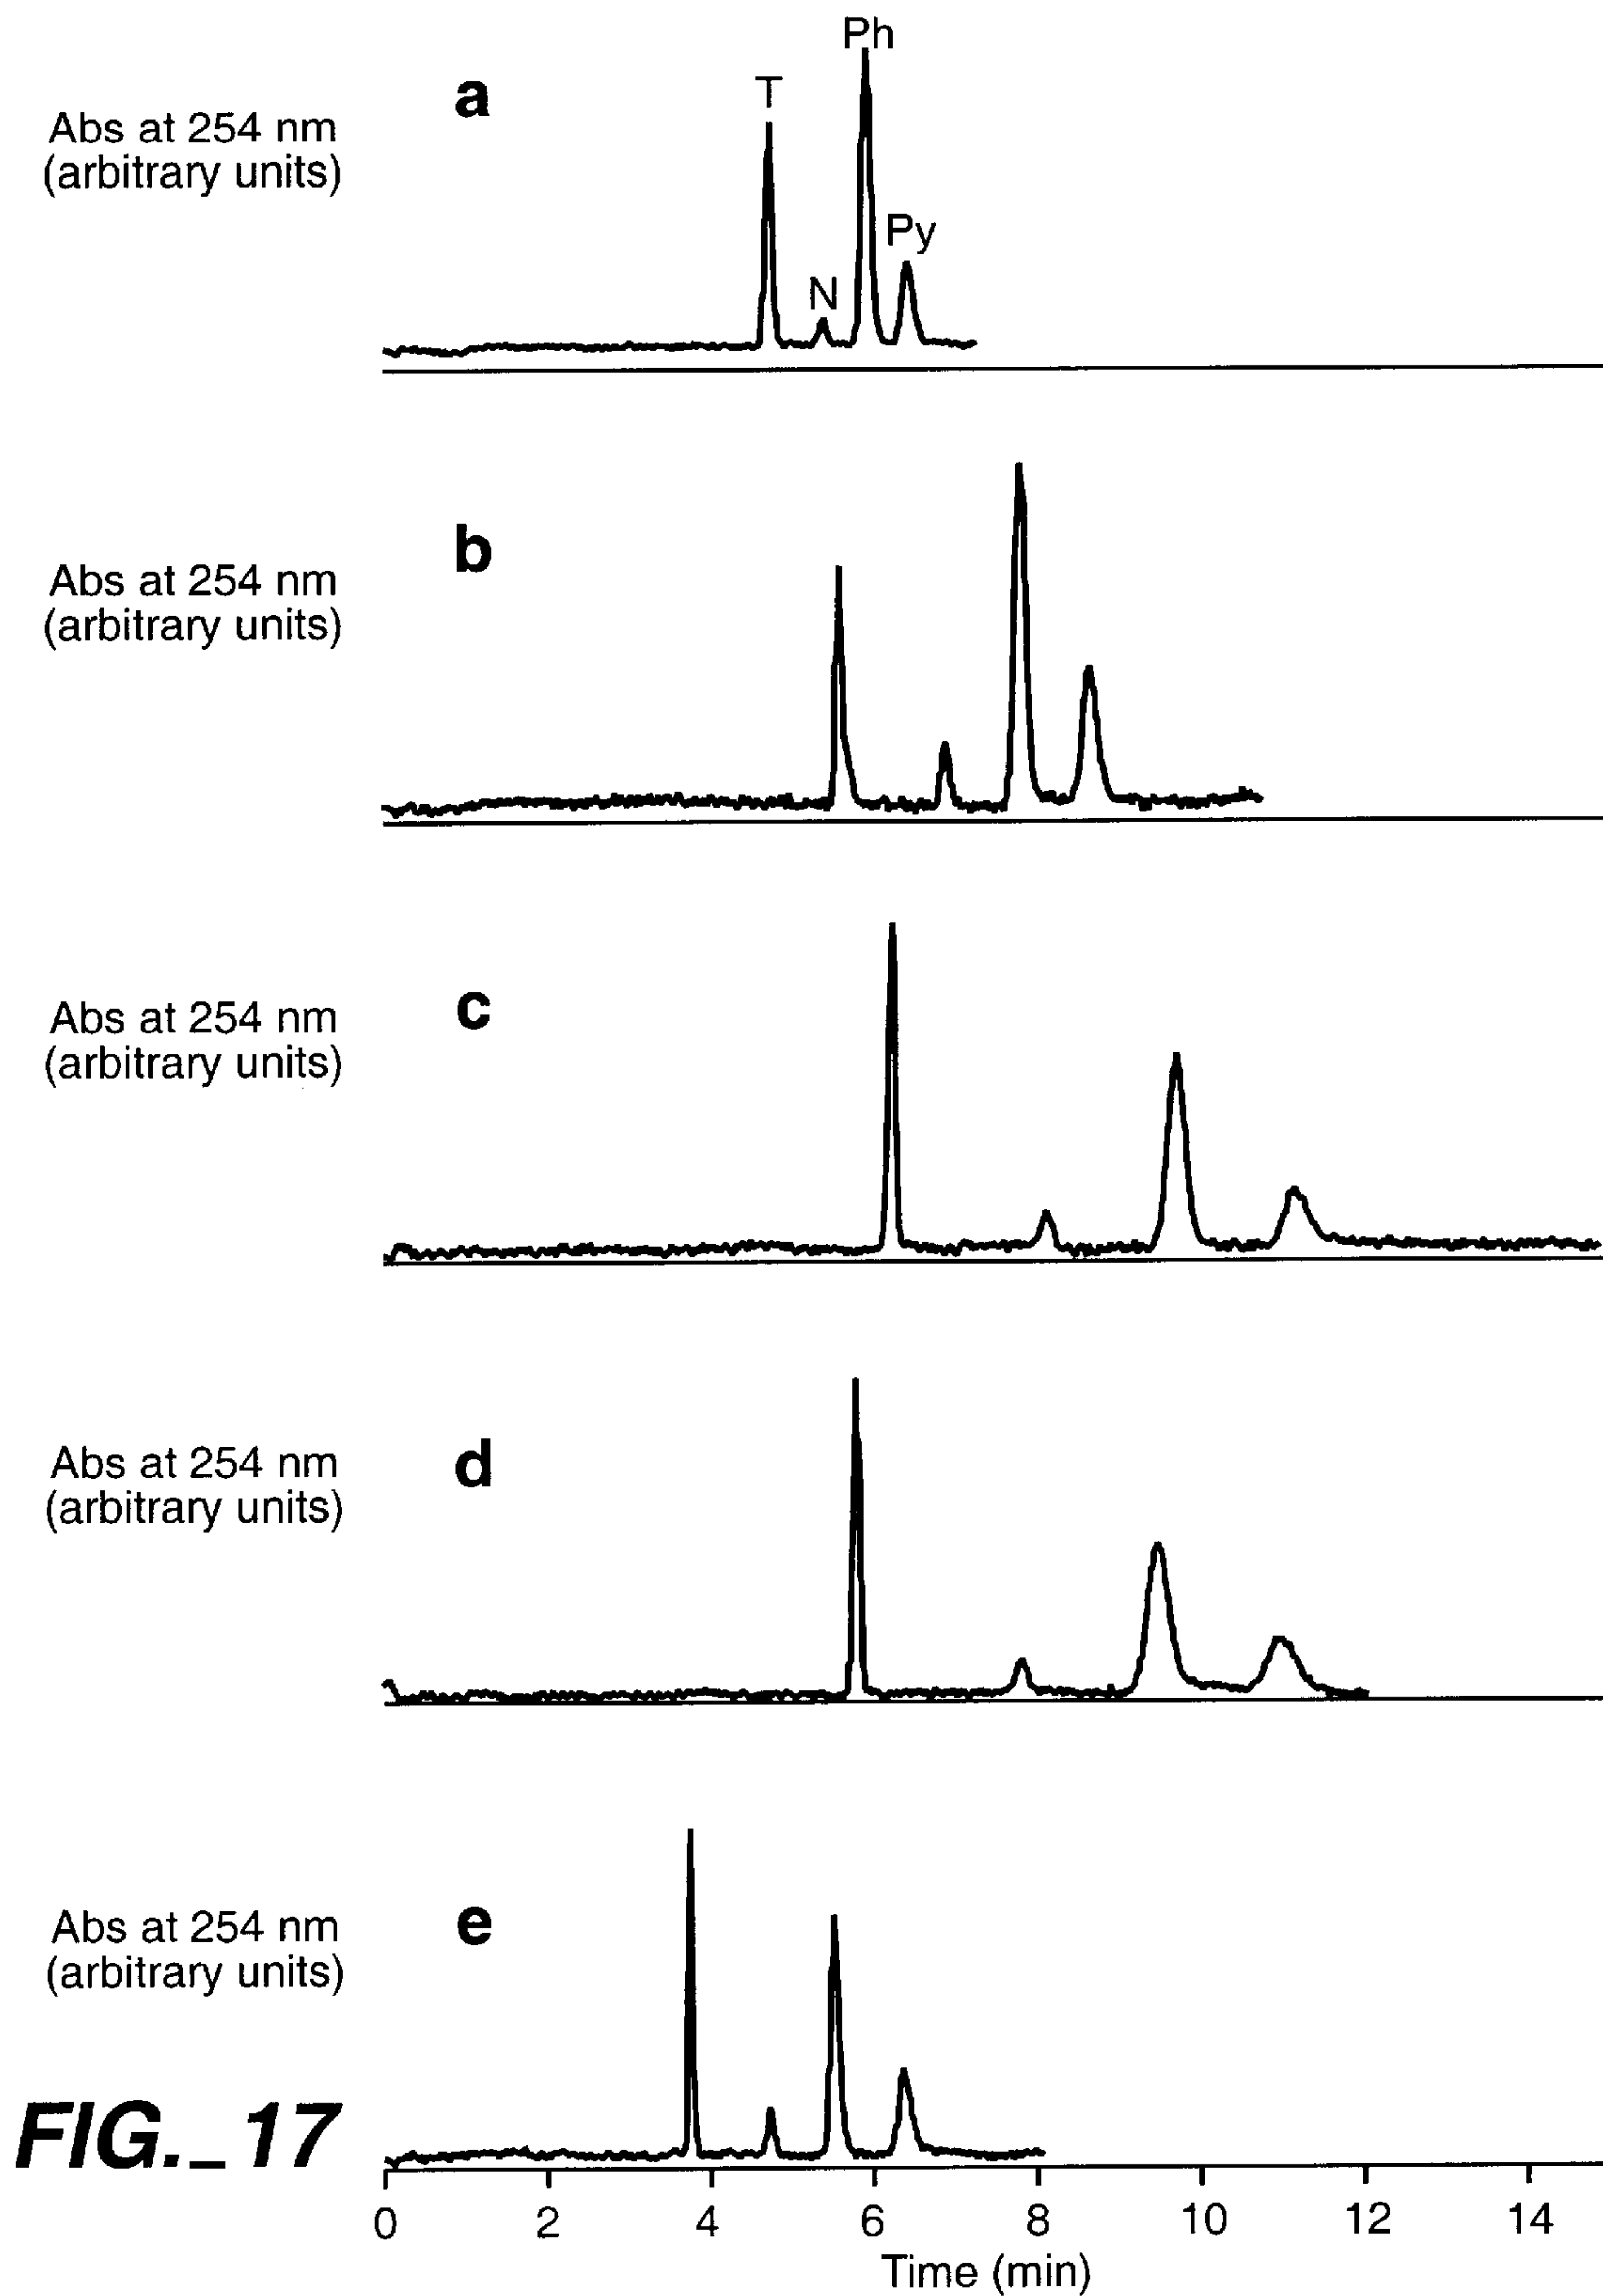 Ph
T
a
Abs at 254 nm
(arbitrary units)
Py
N
b
Abs at 254 nm
(arbitrary units)
c
Abs at 254 nm
(arbitrary units)
d
Abs at 254 nm
(arbitrary units)
e
Abs at 254 nm
(arbitrary units)
FIG._17
0 2 4 6 8 10 12 14
Time (min)